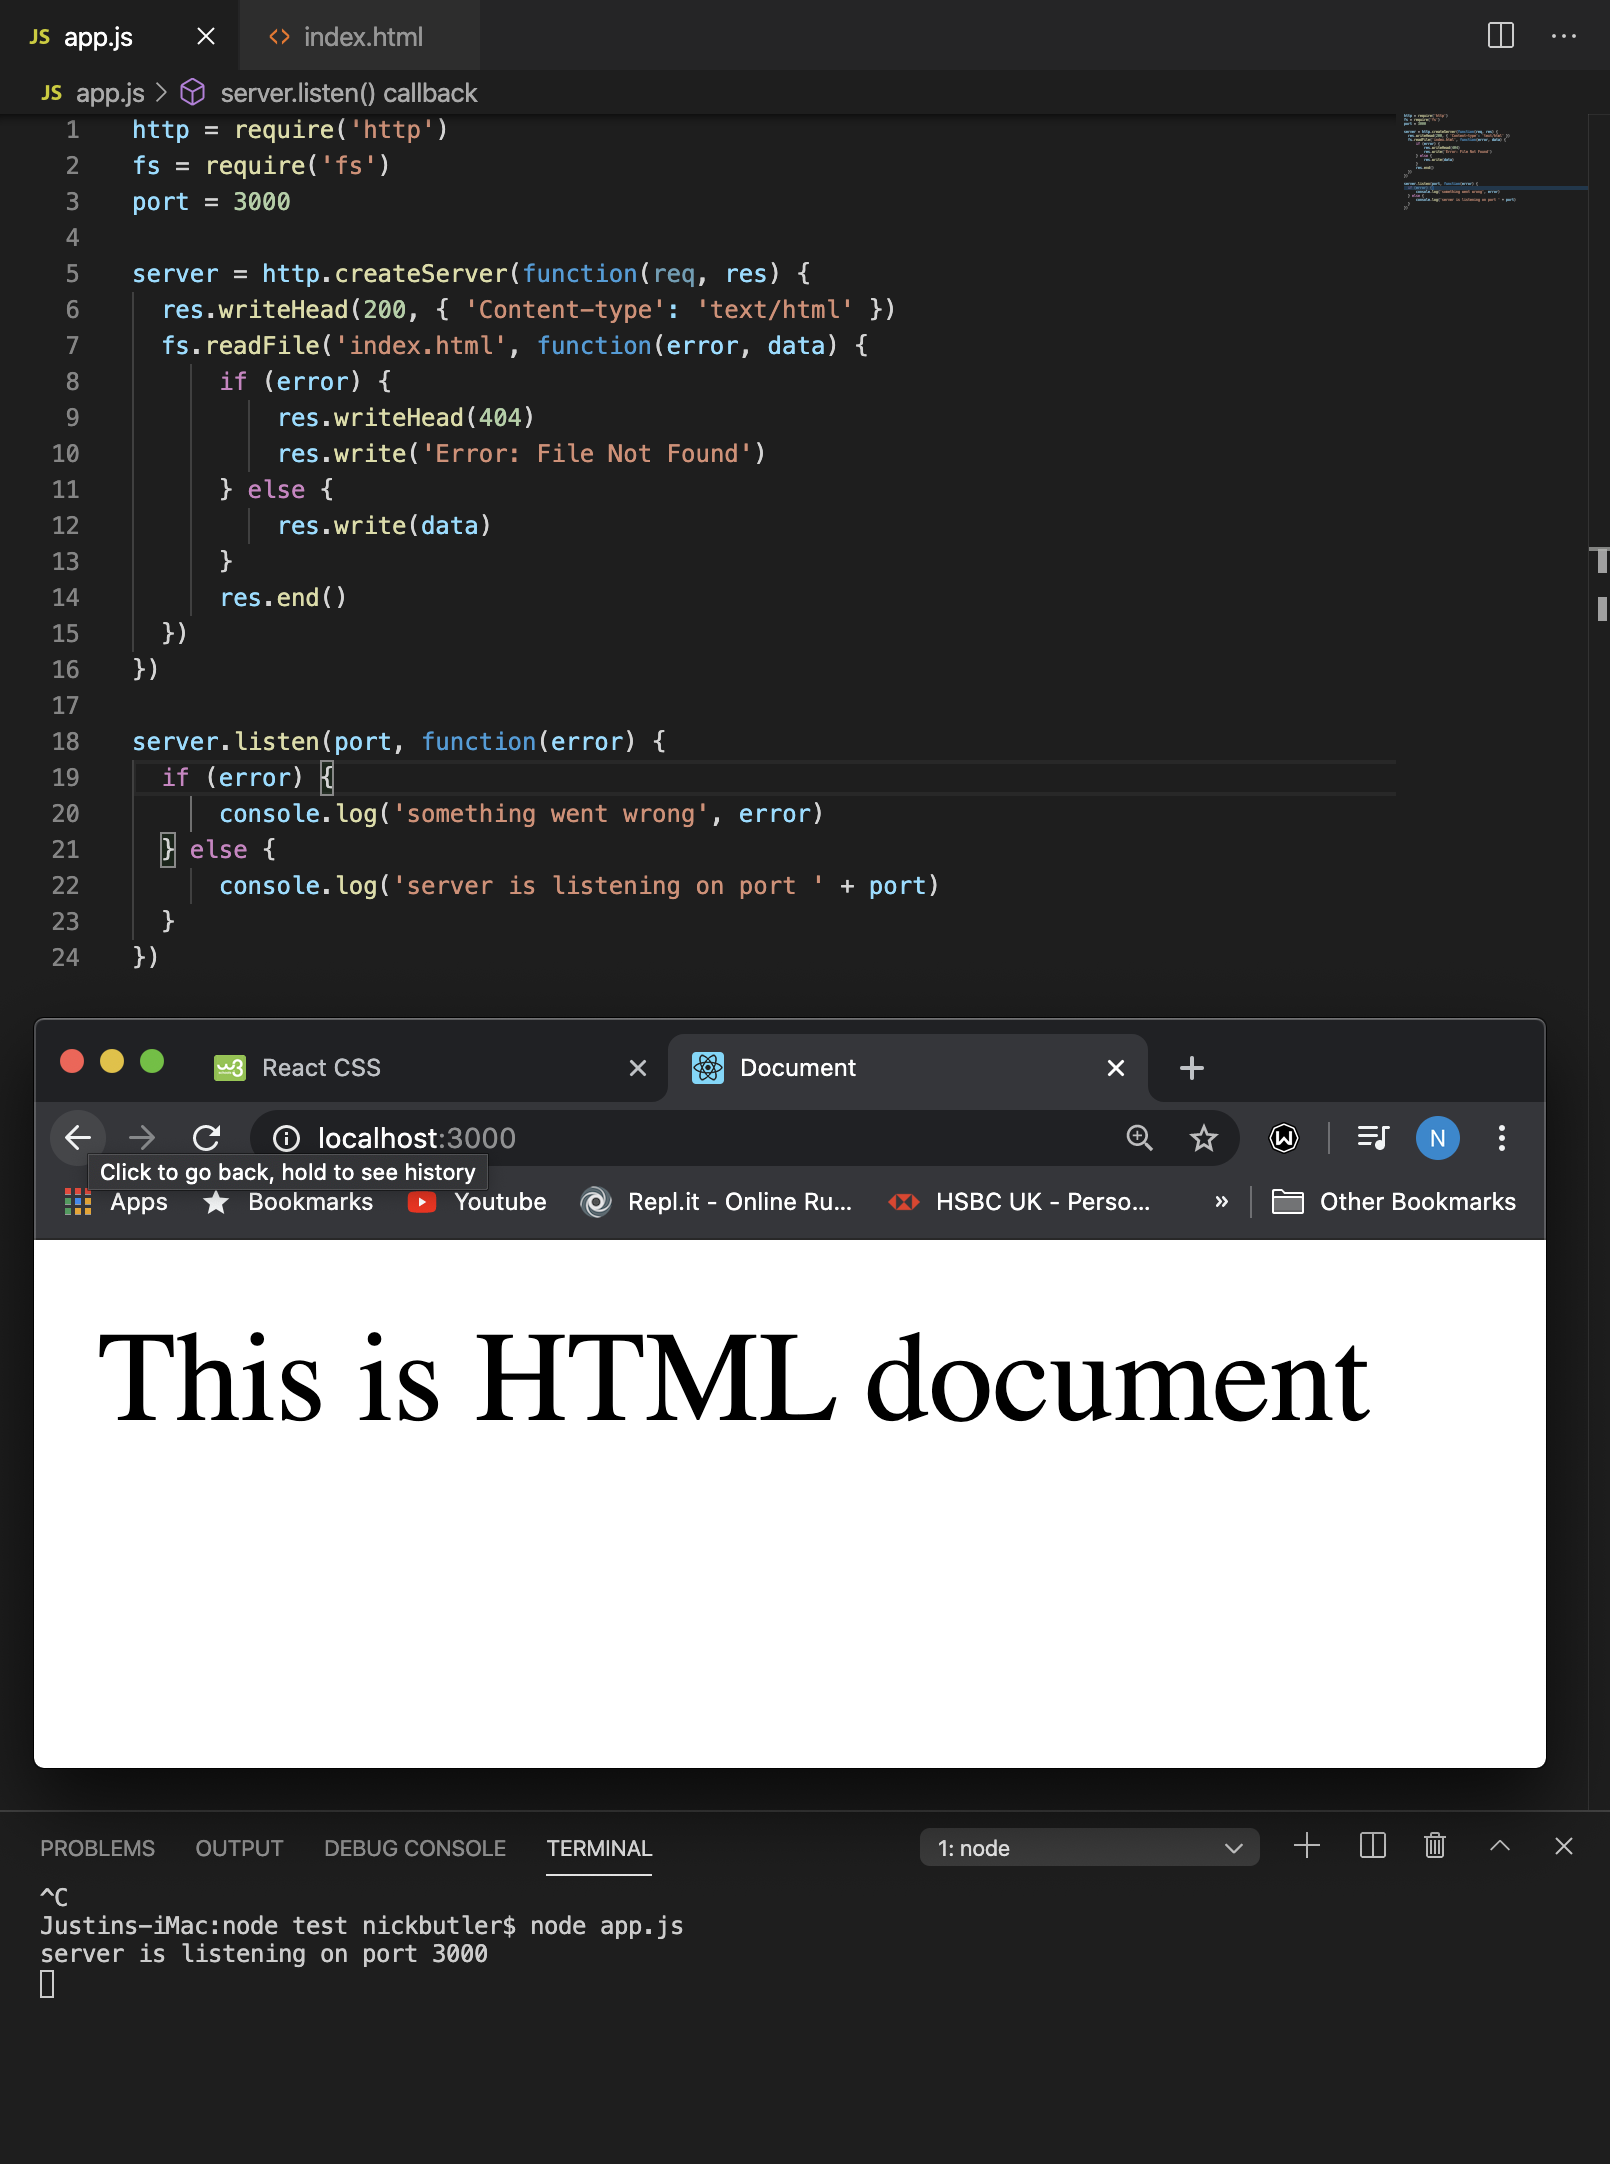 JS app.js
<> index.html
JS app.js > server.listen() callback
1 http = require('http')
2 fs = require('fs')
3 port = 3000
4
5 server = http.createServer(function(req, res) {
6 res.writeHead(200, { 'Content-type': 'text/html' })
7 fs.readFile('index.html', function(error, data) {
8 if (error) {
9 res.writeHead(404)
10 res.write('Error: File Not Found')
11 } else {
12 res.write(data)
13 }
14 res.end()
15 })
16 })
17
18 server.listen(port, function(error) {
19 if (error) {
20 console.log('something went wrong', error)
21 } else {
22 console.log('server is listening on port ' + port)
23 }
24 })
w3 React CSS
Document
localhost:3000
W
N
Click to go back, hold to see history
Apps
Bookmarks
Youtube
Repl.it - Online Ru...
HSBC UK - Perso...
»
Other Bookmarks
This is HTML document
PROBLEMS
OUTPUT
DEBUG CONSOLE
TERMINAL
1: node
^C
Justins-iMac:node test nickbutler$ node app.js
server is listening on port 3000